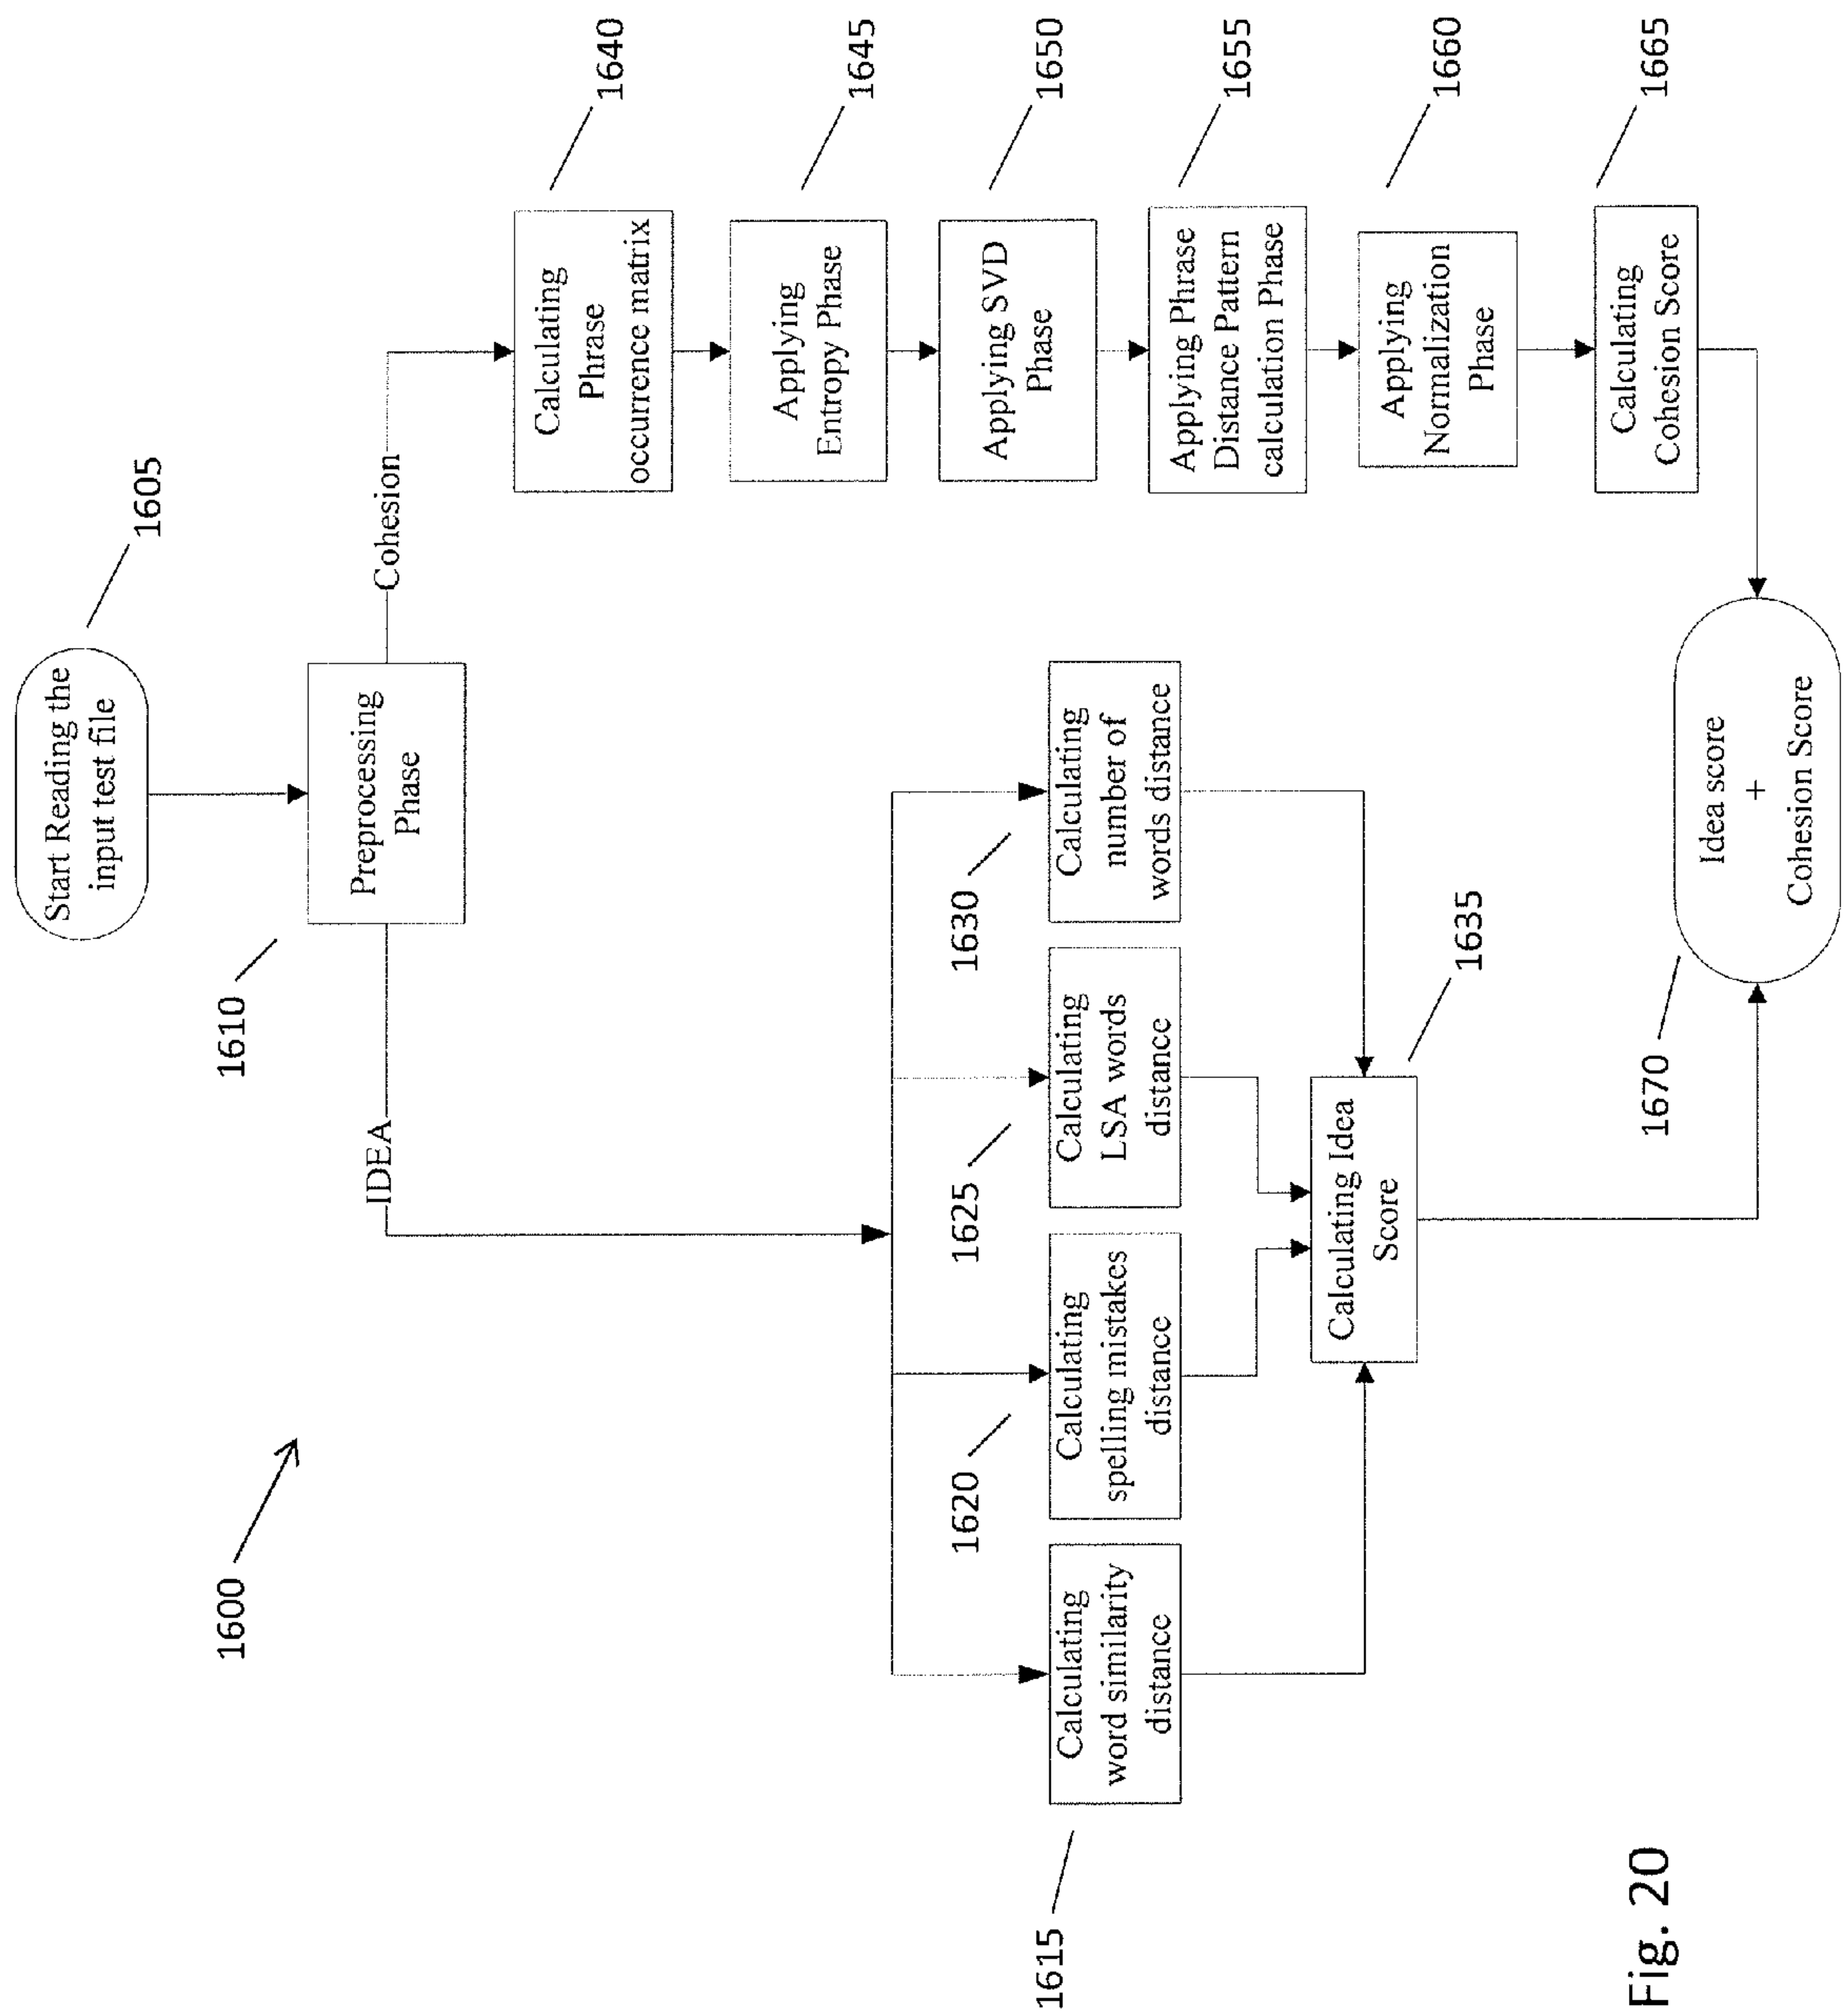 1600
Start Reading the
input test file
1605
1610
Preprocessing
Phase
IDEA
Cohesion
1615
Calculating
word similarity
distance
1620
Calculating
spelling mistakes
distance
1625
Calculating
LSA words
distance
1630
Calculating
number of
words distance
1635
Calculating Idea
Score
Calculating
Phrase
occurrence matrix
1640
Applying
Entropy Phase
1645
Applying SVD
Phase
1650
Applying Phrase
Distance Pattern
calculation Phase
1655
Applying
Normalization
Phase
1660
Calculating
Cohesion Score
1665
1670
Idea score
+
Cohesion Score
Fig. 20